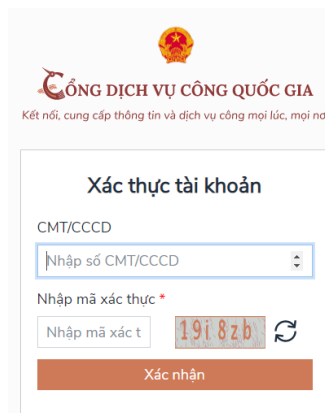 CỔNG DỊCH VỤ CÔNG QUỐC GIA
Kết nối, cung cấp thông tin và dịch vụ công mọi lúc, mọi
Xác thực tài khoản
CMT/CCCD
Nhập số CMT/CCCD
Nhập mã xác thực *
Nhập mã xác t 19i8zb
Xác nhận